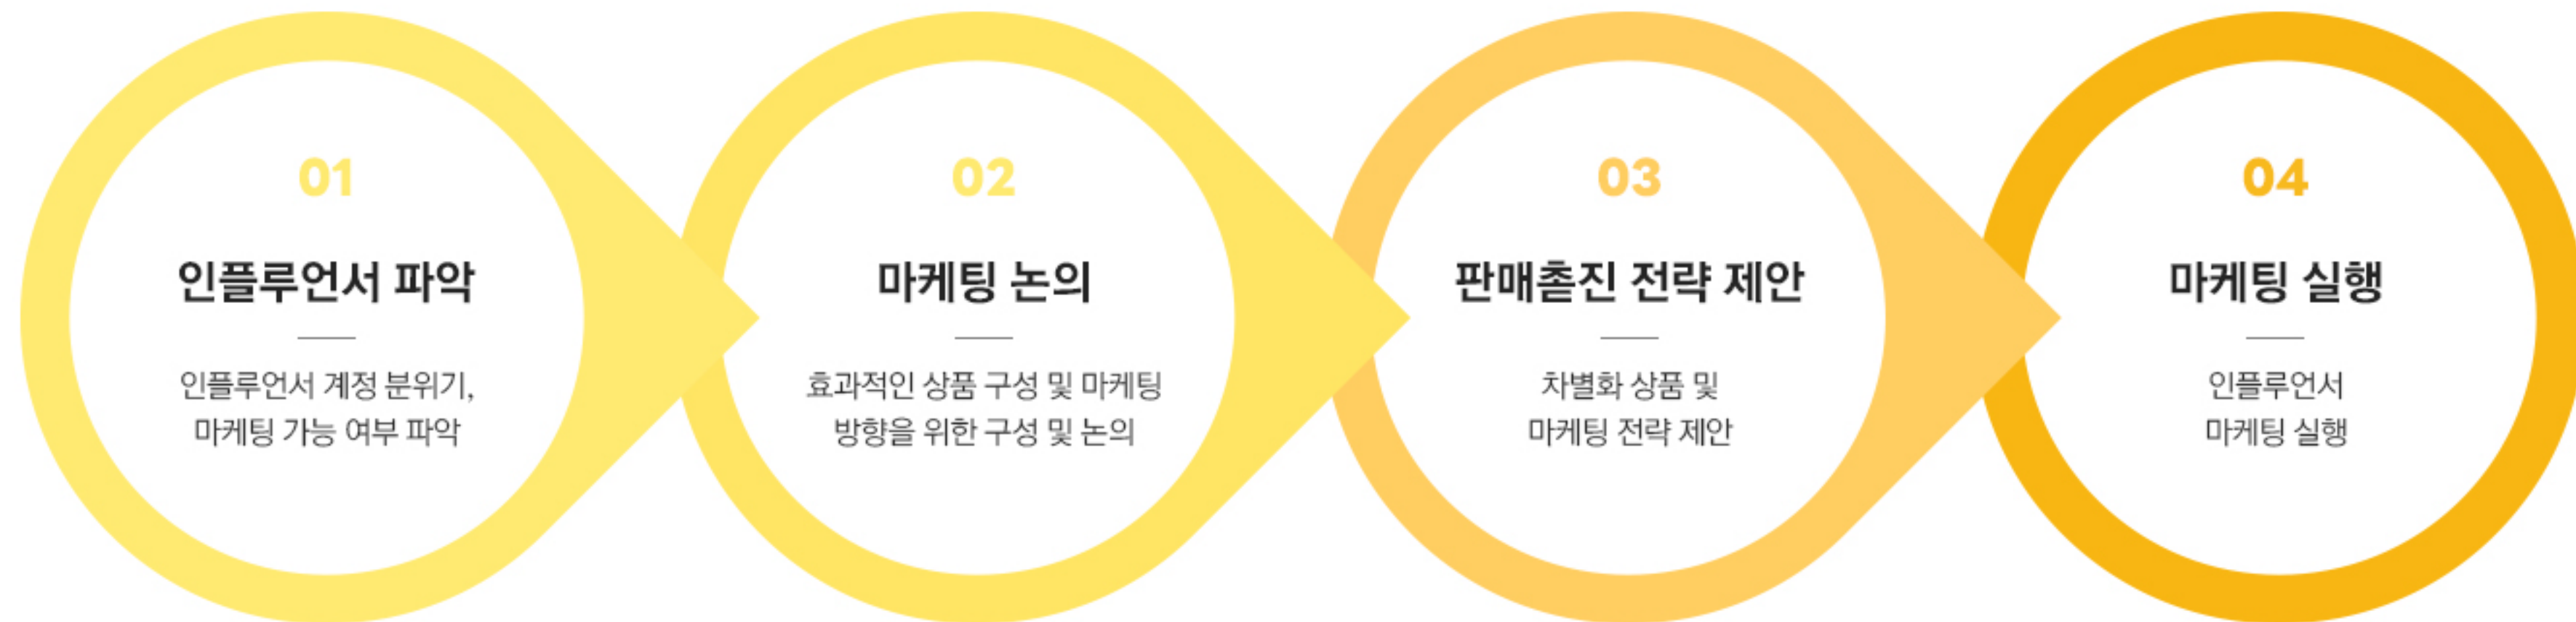 01
인플루언서 파악
인플루언서 계정 분위기,
마케팅 가능 여부 파악
02
마케팅 논의
효과적인 상품 구성 및 마케팅
방향을 위한 구성 및 논의
03
판매촉진 전략 제안
차별화 상품 및
마케팅 전략 제안
04
마케팅 실행
인플루언서
마케팅 실행